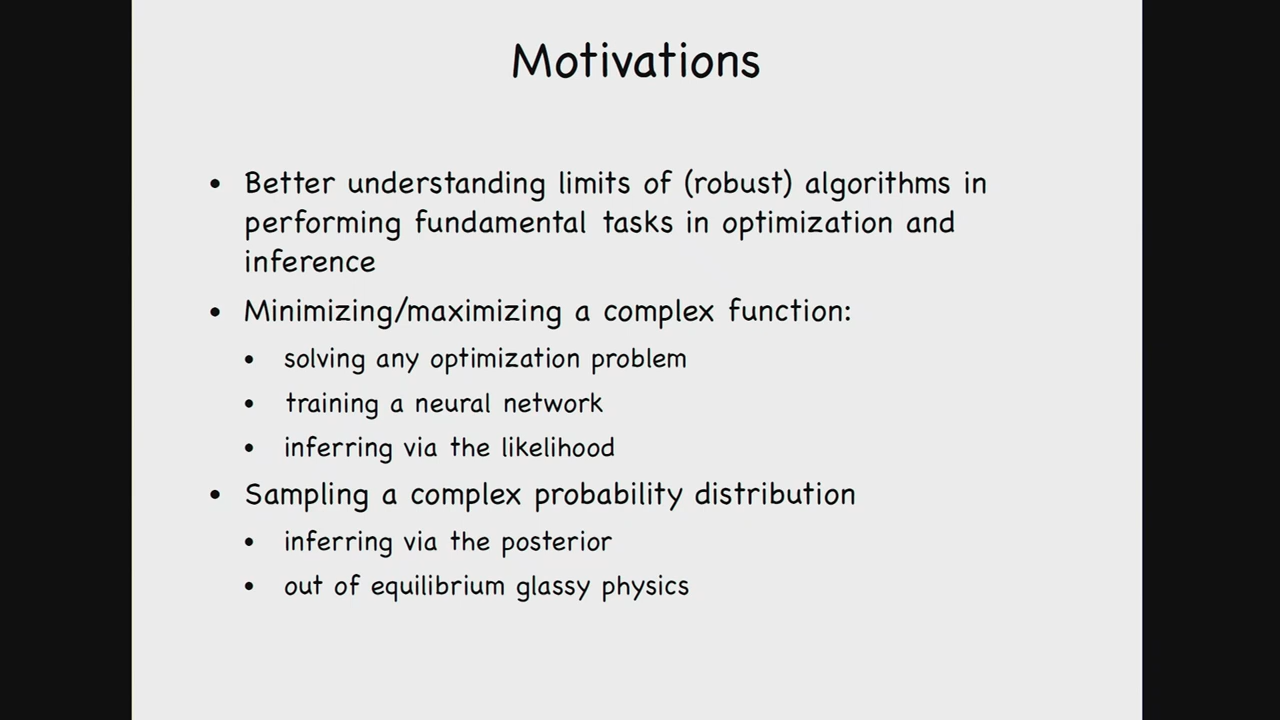 Motivations
• Better understanding limits of (robust) algorithms in
performing fundamental tasks in optimization and
inference
• Minimizing/maximizing a complex function:
• solving any optimization problem
• training a neural network
• inferring via the likelihood
• Sampling a complex probability distribution
• inferring via the posterior
• out of equilibrium glassy physics